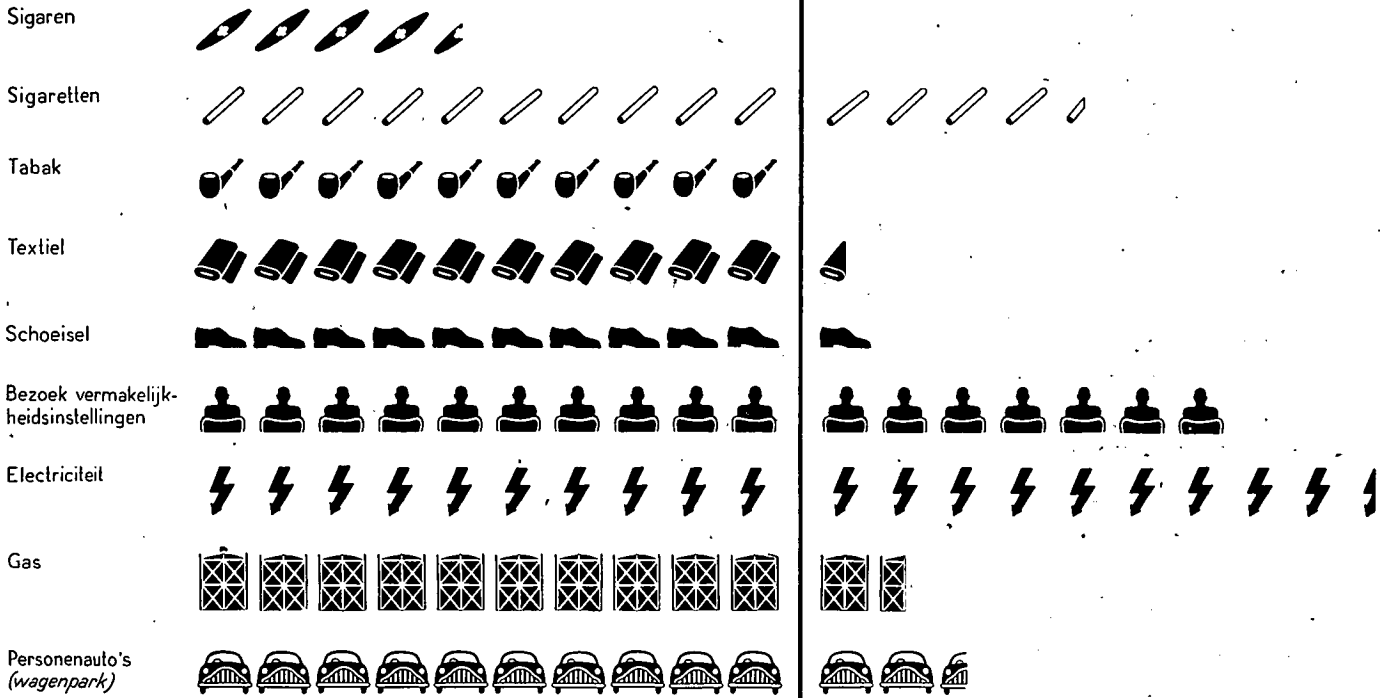 Sigaren
Sigaretten
Tabak
Textiel
Schoeisel
Bezoek vermakelijk-
heidsinstellingen
Electriciteit
Gas
Personenauto's
(wagenpark)